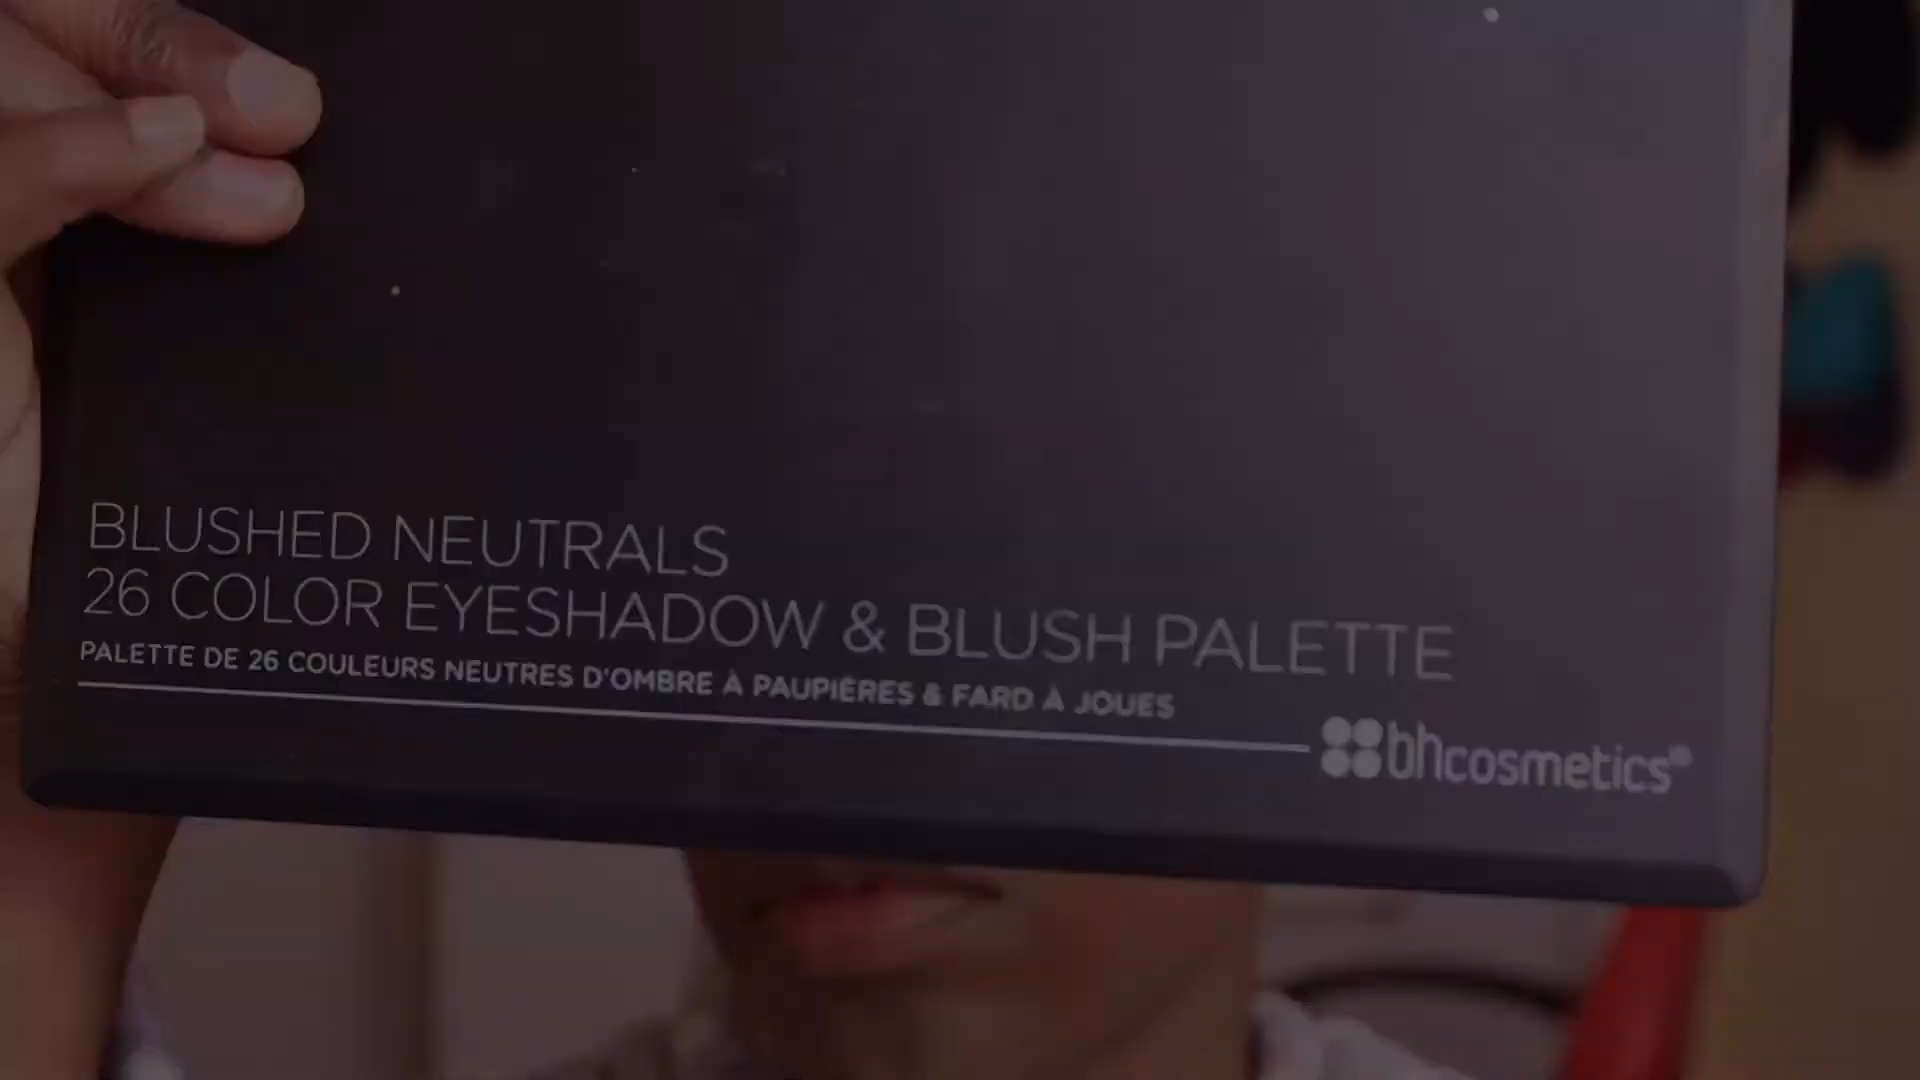 BLUSHED NEUTRALS
26 COLOR EYESHADOW & BLUSH PALETTE
PALETTE DE 26 COULEURS NEUTRES D'OMBRE À PAUPIÈRES & FARD À JOUES
bhcosmetics®